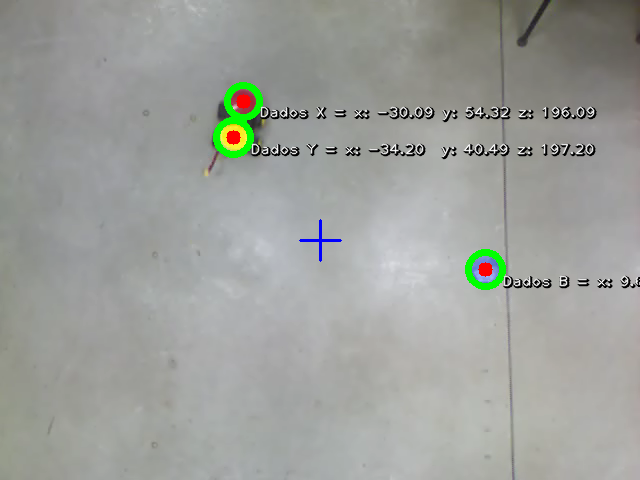 Dados X = x: -30.09 y: 54.32 z: 196.09
Dados Y = x: -34.20 y: 40.49 z: 197.20
Dados B = x: 9.